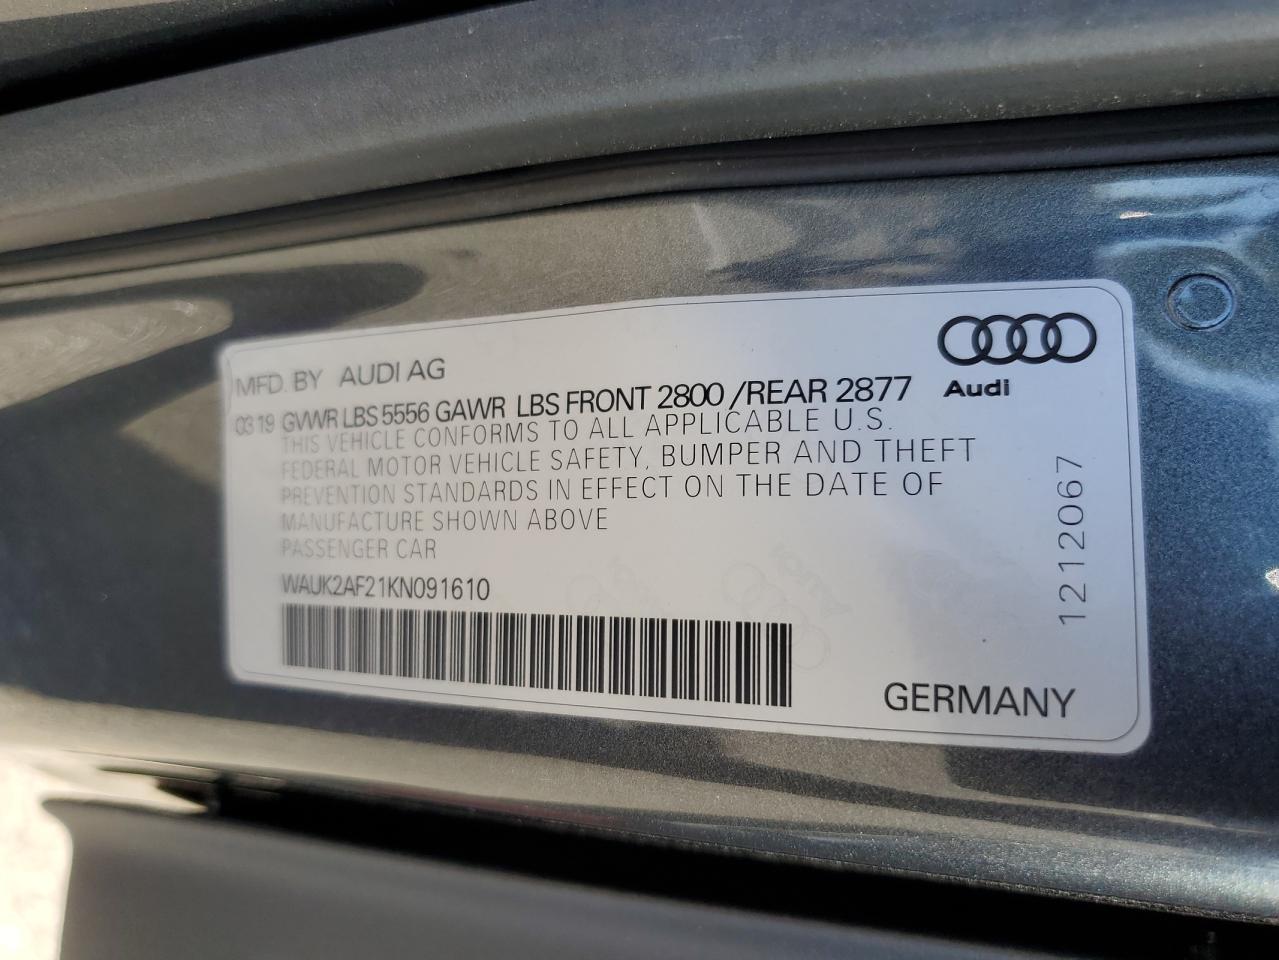 MFD. BY AUDI AG
Audi
03 19 GVWR LBS 5556 GAWR LBS FRONT 2800 /REAR 2877
THIS VEHICLE CONFORMS TO ALL APPLICABLE U.S.
FEDERAL MOTOR VEHICLE SAFETY, BUMPER AND THEFT
PREVENTION STANDARDS IN EFFECT ON THE DATE OF
MANUFACTURE SHOWN ABOVE
PASSENGER CAR
WAUK2AF21KN091610
1212067
GERMANY